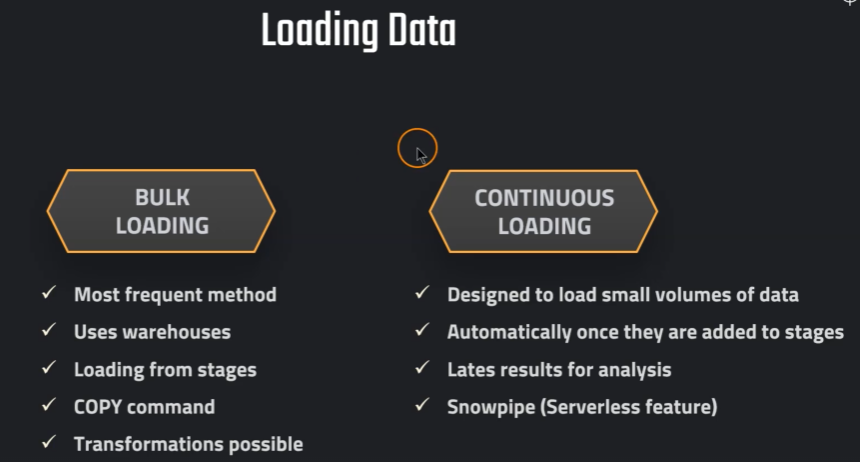 Loading Data
BULK
LOADING
Most frequent method
Uses warehouses
Loading from stages
COPY command
Transformations possible
CONTINUOUS
LOADING
Designed to load small volumes of data
Automatically once they are added to stages
Lates results for analysis
Snowpipe (Serverless feature)